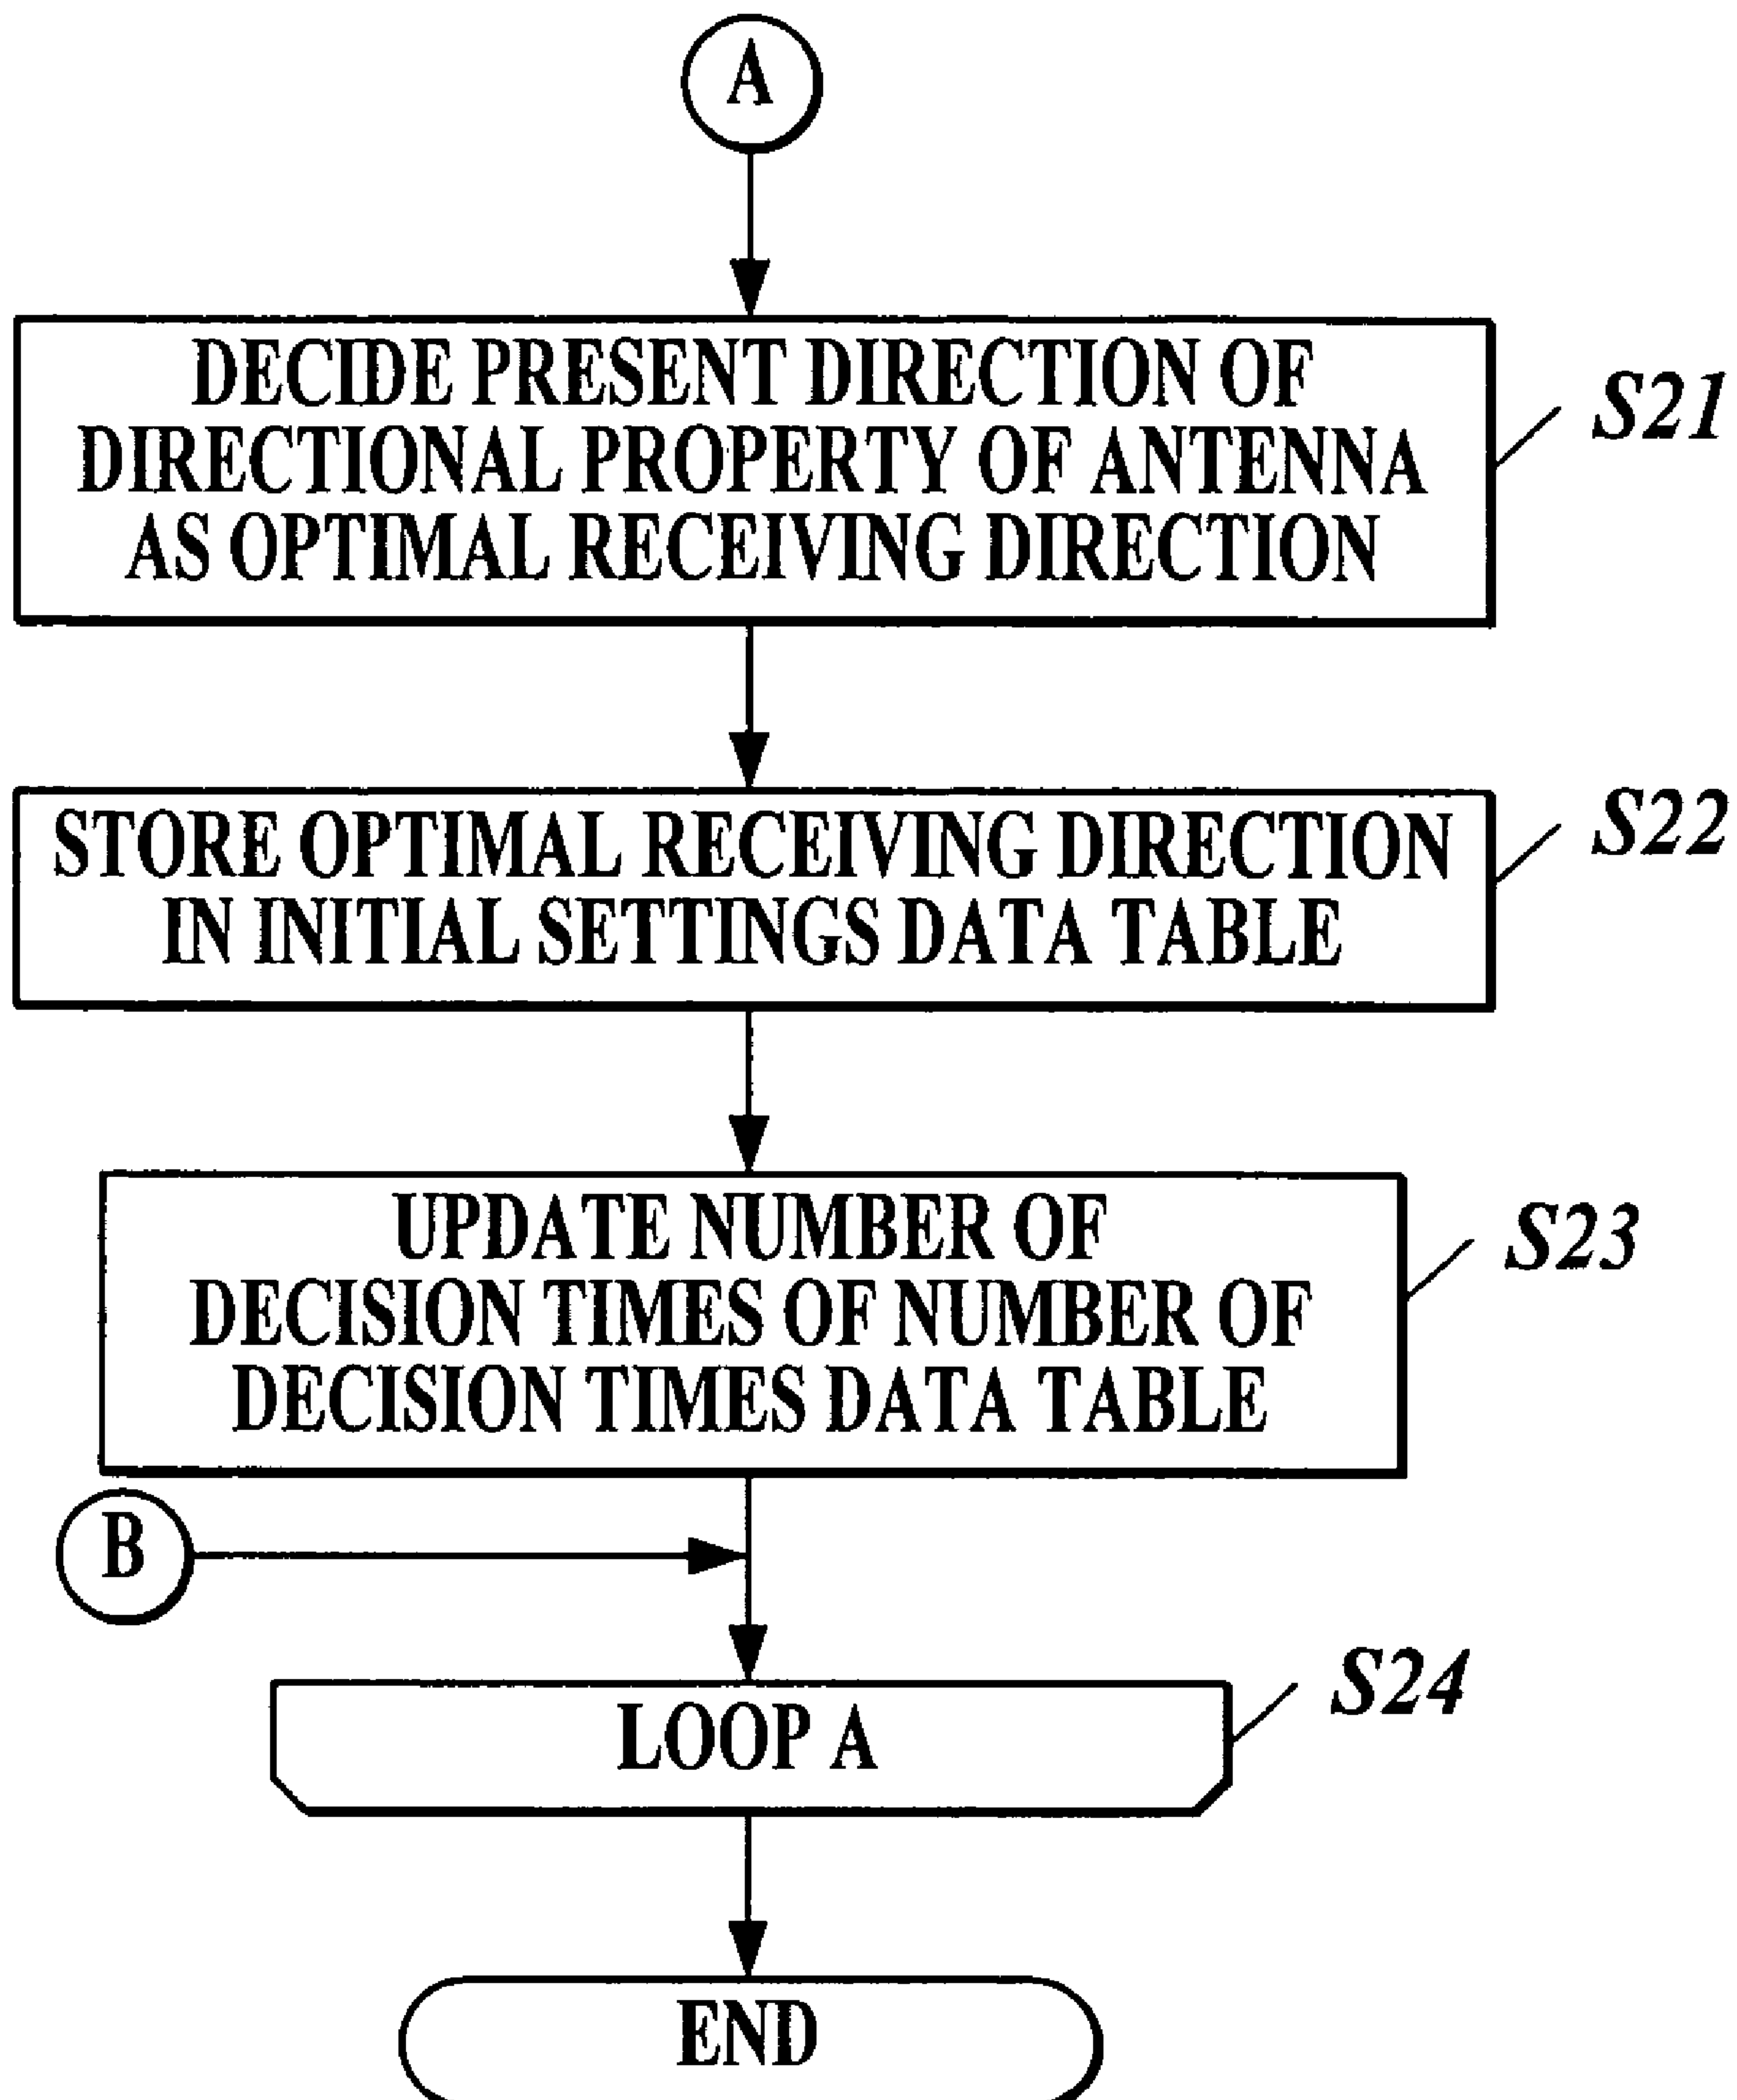 A
DECIDE PRESENT DIRECTION OF
DIRECTIONAL PROPERTY OF ANTENNA
AS OPTIMAL RECEIVING DIRECTION
S21
STORE OPTIMAL RECEIVING DIRECTION
IN INITIAL SETTINGS DATA TABLE
S22
UPDATE NUMBER OF
DECISION TIMES OF NUMBER OF
DECISION TIMES DATA TABLE
S23
B
LOOP A
S24
END